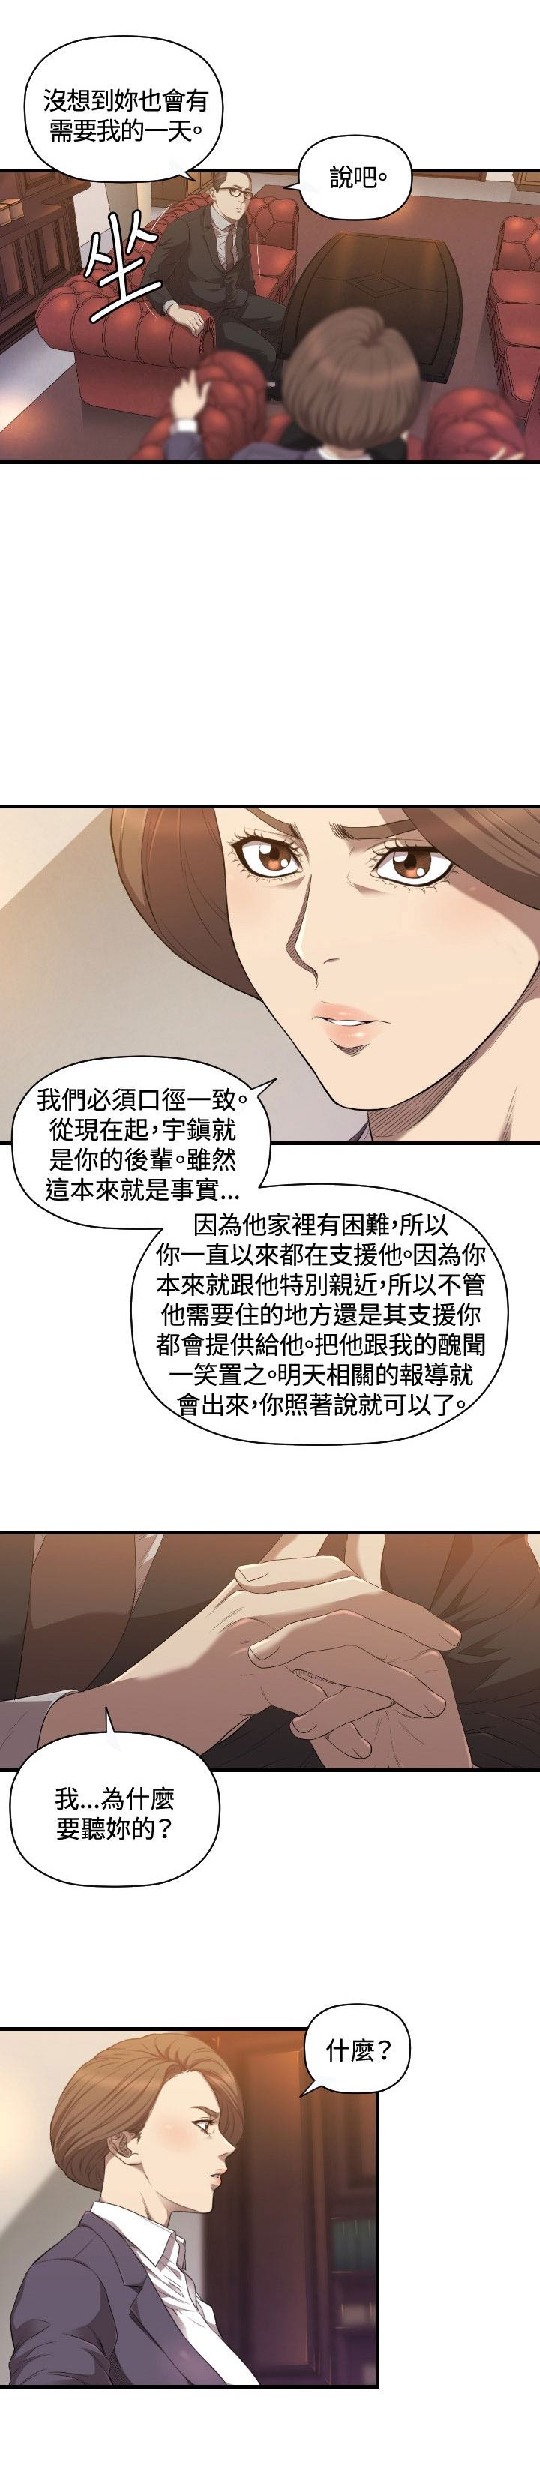 沒想到妳也會有
需要我的一天。
說吧。
坐
我們必須口徑一致。
從現在起,宇鎭就
是你的後輩。雖然
這本來就是事實...
因為他家裡有困難,所以
你一直以來都在支援他。因為你
本來就跟他特別親近,所以不管
他需要住的地方還是其支援你
都會提供給他。把他跟我的醜聞
一笑置之。明天相關的報導就
會出來,你照著說就可以了。
我...為什麼
要聽妳的?
什麼?